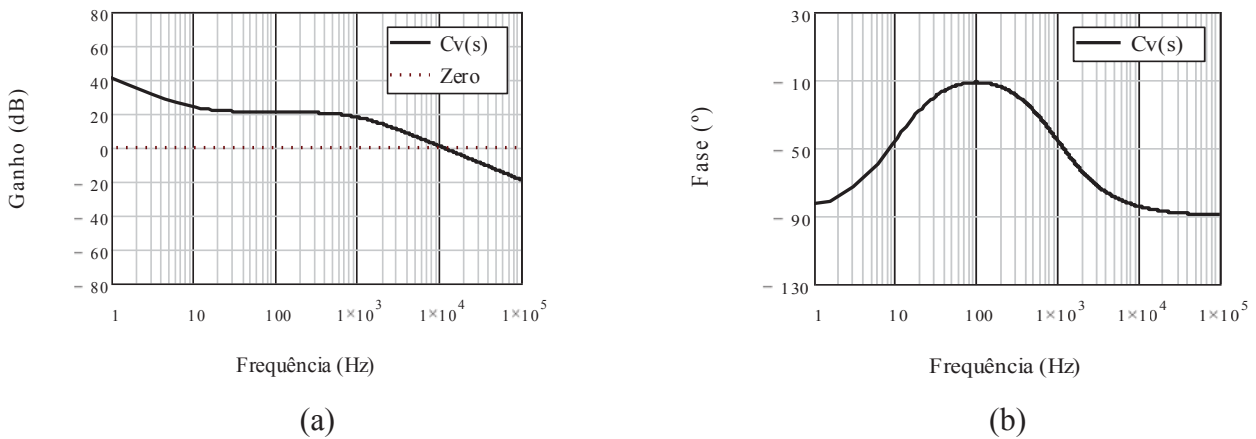 80
60
40
20
0
− 20
− 40
− 60
− 80
Ganho (dB)
Cv(s)
Zero
1
10
100
1×10³
1×10⁴
1×10⁵
Frequência (Hz)
(a)
30
− 10
− 50
− 90
− 130
Fase (º)
Cv(s)
1
10
100
1×10³
1×10⁴
1×10⁵
Frequência (Hz)
(b)